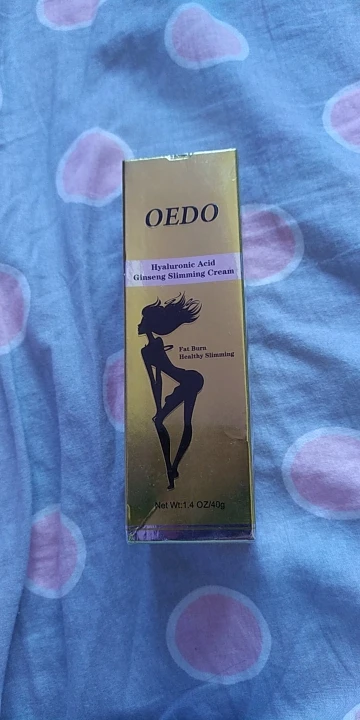 OEDO
Hyaluronic Acid
Ginseng Slimming Cream
Fat Burn
Healthy Slimming
Net Wt:1,4 OZ/40g